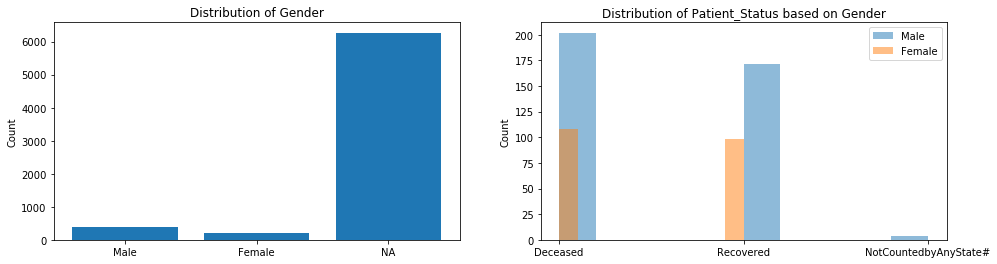 Distribution of Gender
6000
5000
4000
3000
2000
1000
0
Count
Male Female NA
Distribution of Patient_Status based on Gender
200
175
150
125
100
75
50
25
0
Count
Male
Female
Deceased Recovered NotCountedbyAnyState#